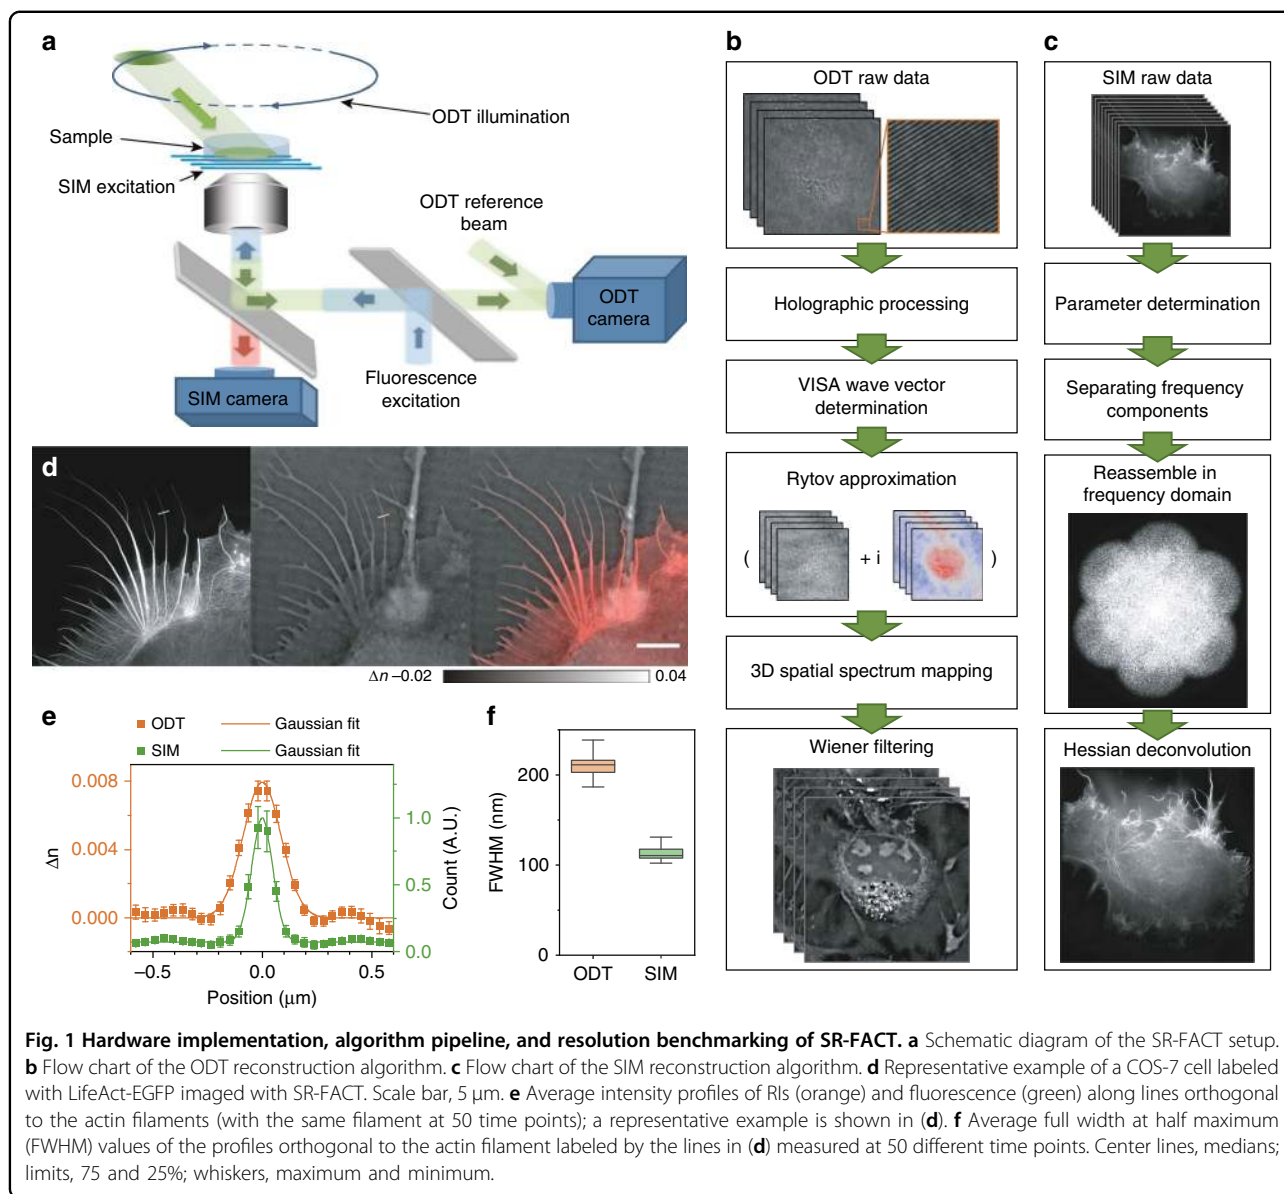 a
ODT illumination
Sample
SIM excitation
ODT reference
beam
ODT
camera
Fluorescence
excitation
SIM camera
b
ODT raw data
Holographic processing
VISA wave vector
determination
Rytov approximation
( + i )
3D spatial spectrum mapping
Wiener filtering
c
SIM raw data
Parameter determination
Separating frequency
components
Reassemble in
frequency domain
Hessian deconvolution
d
Δn –0.02 0.04
e
ODT Gaussian fit
SIM Gaussian fit
0.008
0.004
0.000
Δn
1.0
0.5
0.0
Count (A.U.)
–0.5 0.0 0.5
Position (μm)
f
200
100
0
FWHM (nm)
ODT SIM
Fig. 1 Hardware implementation, algorithm pipeline, and resolution benchmarking of SR-FACT. a Schematic diagram of the SR-FACT setup.
b Flow chart of the ODT reconstruction algorithm. c Flow chart of the SIM reconstruction algorithm. d Representative example of a COS-7 cell labeled
with LifeAct-EGFP imaged with SR-FACT. Scale bar, 5 μm. e Average intensity profiles of RIs (orange) and fluorescence (green) along lines orthogonal
to the actin filaments (with the same filament at 50 time points); a representative example is shown in (d). f Average full width at half maximum
(FWHM) values of the profiles orthogonal to the actin filament labeled by the lines in (d) measured at 50 different time points. Center lines, medians;
limits, 75 and 25%; whiskers, maximum and minimum.